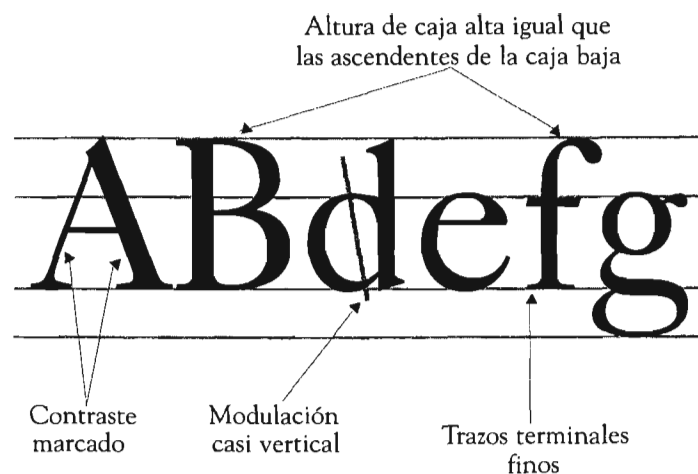 Altura de caja alta igual que
las ascendentes de la caja baja
ABdefg
Contraste
marcado
Modulación
casi vertical
Trazos terminales
finos